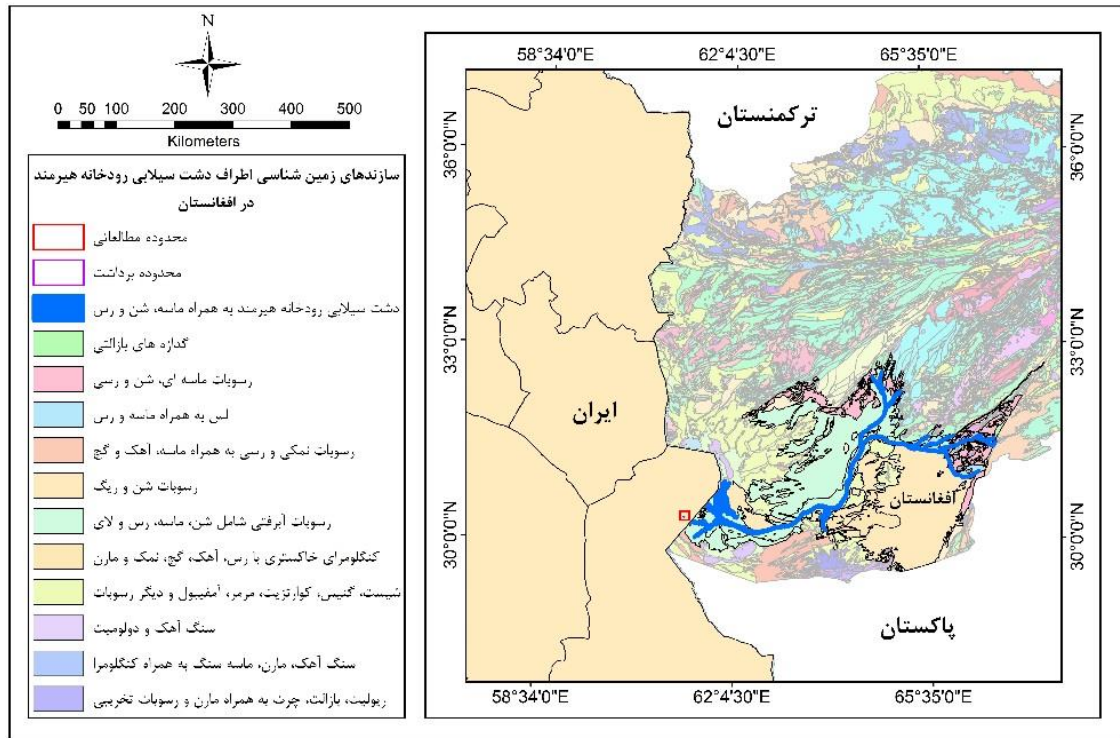 N
0 50 100 200 300 400 500
Kilometers
سازندهای زمین شناسی اطراف دشت سیلابی رودخانه هیرمند
در افغانستان
محدوده مطالعاتی
محدوده برداشت
دشت سیلابی رودخانه هیرمند به همراه ماسه، شن و رس
گدازه های بازالتی
رسوبات ماسه ای، شن و رسی
لس به همراه ماسه و رس
رسوبات نمکی و رسی به همراه ماسه، آهک و گچ
رسوبات شن و ریگ
رسوبات آبرفتی شامل شن، ماسه، رس و لای
کنگلومرای خاکستری با رس، آهک، گچ، نمک و مارن
شیست، گنیس، کوارتزیت، مرمر، آمفیبول و دیگر رسوبات
سنگ آهک و دولومیت
سنگ آهک، مارن، ماسه سنگ به همراه کنگلومرا
ریولیت، بازالت، چرت به همراه مارن و رسوبات تخریبی
58°34'0"E 62°4'30"E 65°35'0"E
36°0'0"N 36°0'0"N
33°0'0"N 33°0'0"N
30°0'0"N 30°0'0"N
ترکمنستان
ایران
افغانستان
پاکستان
58°34'0"E 62°4'30"E 65°35'0"E